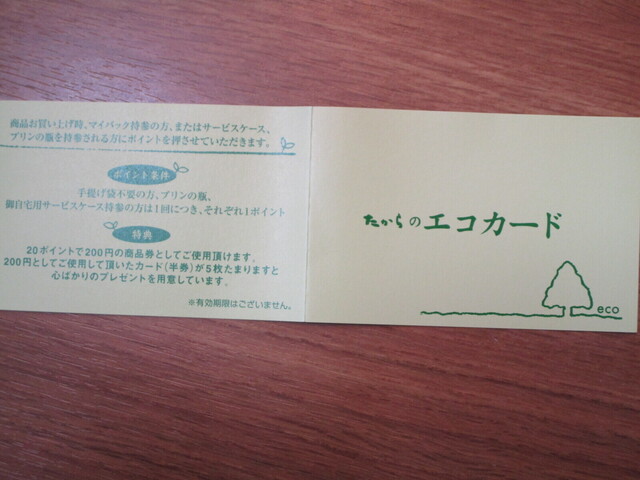 商品お買い上げ時、マイバック持参の方、またはサービスケース、
プリンの瓶を持参される方にポイントを押させていただきます。
ポイント条件
手提げ袋不要の方、プリンの瓶、
御自宅用サービスケース持参の方は1回につき、それぞれ1ポイント
特典
20ポイントで200円の商品券としてご使用頂けます。
200円としてご使用して頂いたカード(半券)が5枚たまりますと
心ばかりのプレゼントを用意しています。
※有効期限はございません。
たからのエコカード
eco